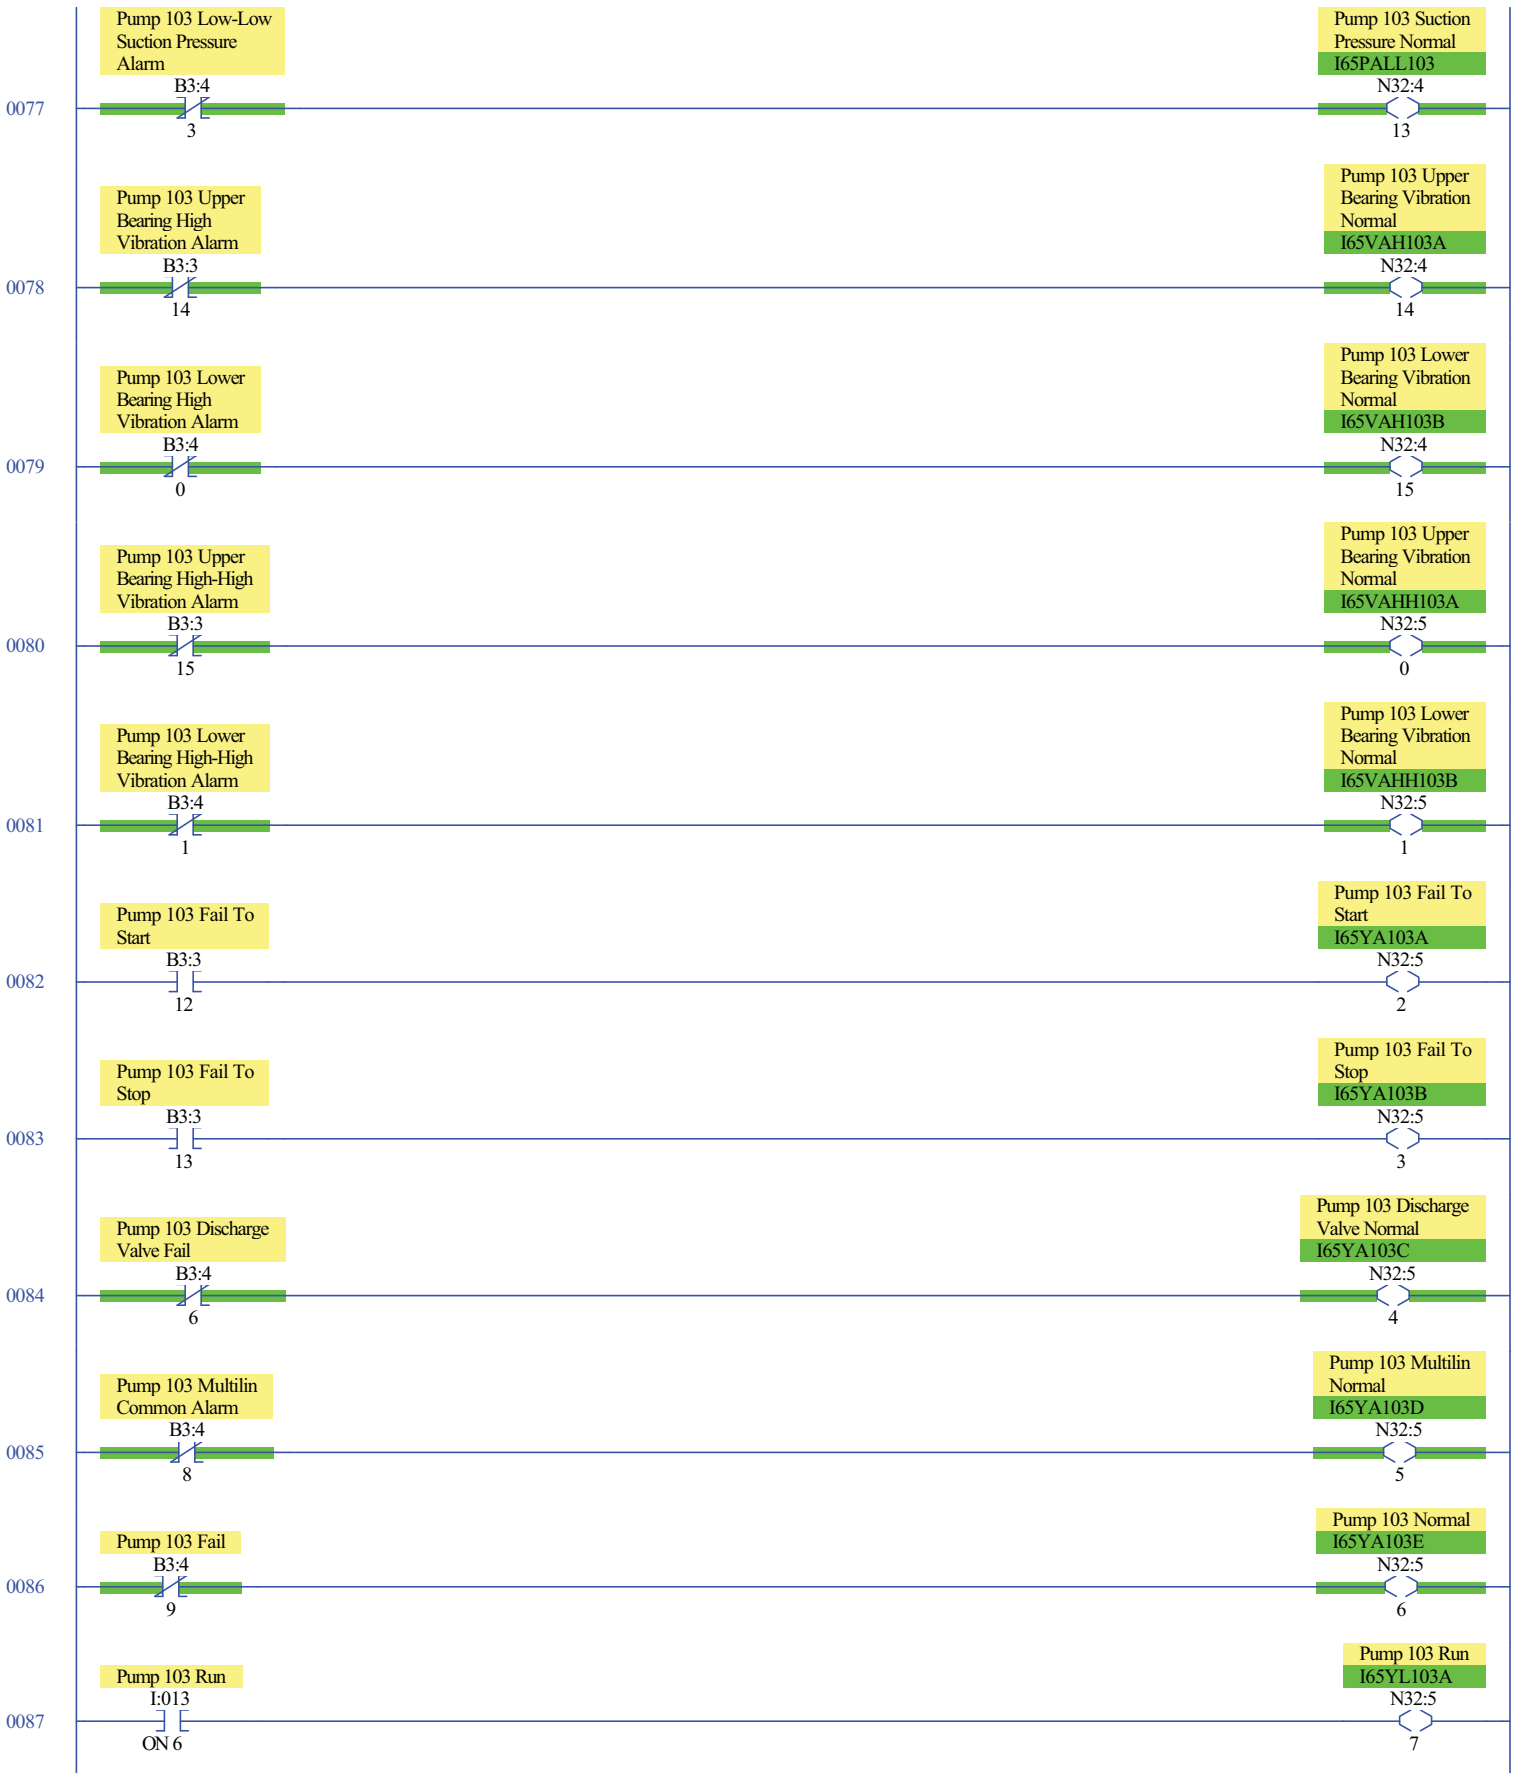 Pump 103 Low-Low
Suction Pressure
Alarm
B3:4
3
0077
Pump 103 Suction
Pressure Normal
I65PALL103
N32:4
13
Pump 103 Upper
Bearing High
Vibration Alarm
B3:3
14
0078
Pump 103 Upper
Bearing Vibration
Normal
I65VAH103A
N32:4
14
Pump 103 Lower
Bearing High
Vibration Alarm
B3:4
0
0079
Pump 103 Lower
Bearing Vibration
Normal
I65VAH103B
N32:4
15
Pump 103 Upper
Bearing High-High
Vibration Alarm
B3:3
15
0080
Pump 103 Upper
Bearing Vibration
Normal
I65VAHH103A
N32:5
0
Pump 103 Lower
Bearing High-High
Vibration Alarm
B3:4
1
0081
Pump 103 Lower
Bearing Vibration
Normal
I65VAHH103B
N32:5
1
Pump 103 Fail To
Start
B3:3
12
0082
Pump 103 Fail To
Start
I65YA103A
N32:5
2
Pump 103 Fail To
Stop
B3:3
13
0083
Pump 103 Fail To
Stop
I65YA103B
N32:5
3
Pump 103 Discharge
Valve Fail
B3:4
6
0084
Pump 103 Discharge
Valve Normal
I65YA103C
N32:5
4
Pump 103 Multilin
Common Alarm
B3:4
8
0085
Pump 103 Multilin
Normal
I65YA103D
N32:5
5
Pump 103 Fail
B3:4
9
0086
Pump 103 Normal
I65YA103E
N32:5
6
Pump 103 Run
I:013
ON 6
0087
Pump 103 Run
I65YL103A
N32:5
7